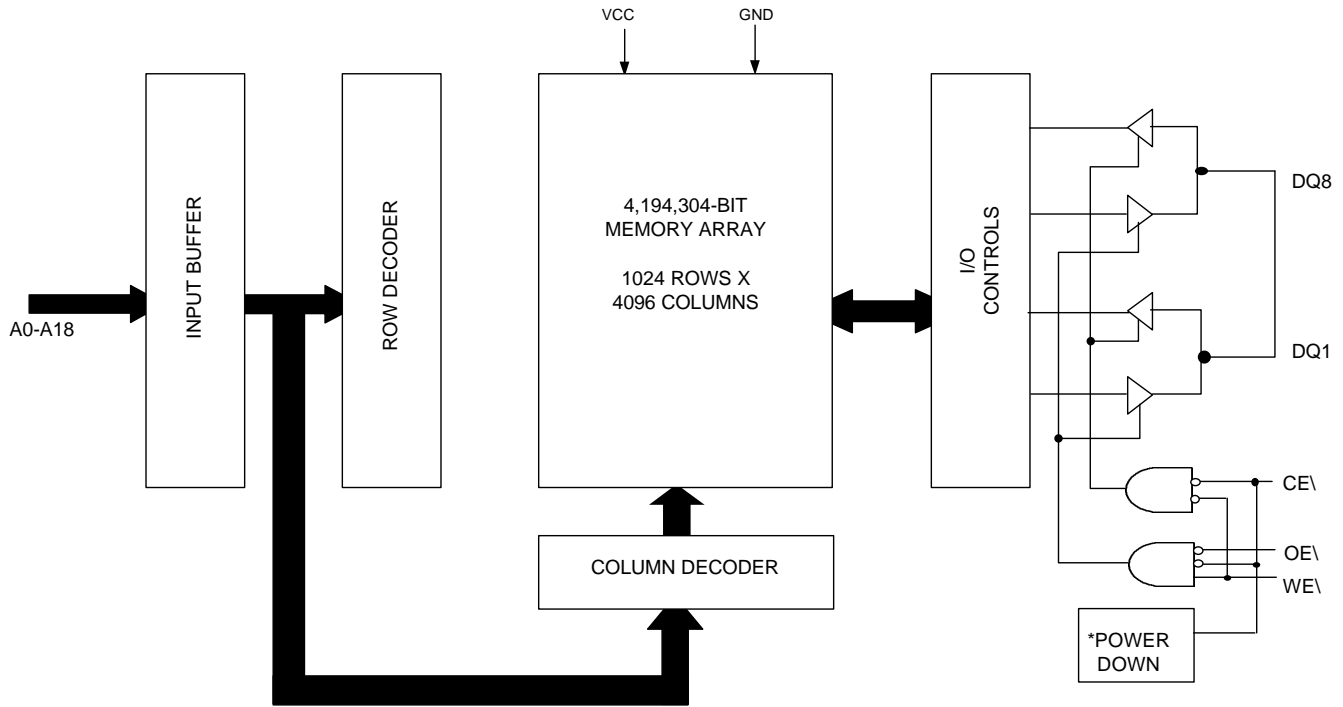 VCC
GND
INPUT BUFFER
ROW DECODER
4,194,304-BIT
MEMORY ARRAY
1024 ROWS X
4096 COLUMNS
I/O
CONTROLS
DQ8
A0-A18
DQ1
CE\
COLUMN DECODER
OE\
WE\
*POWER
DOWN